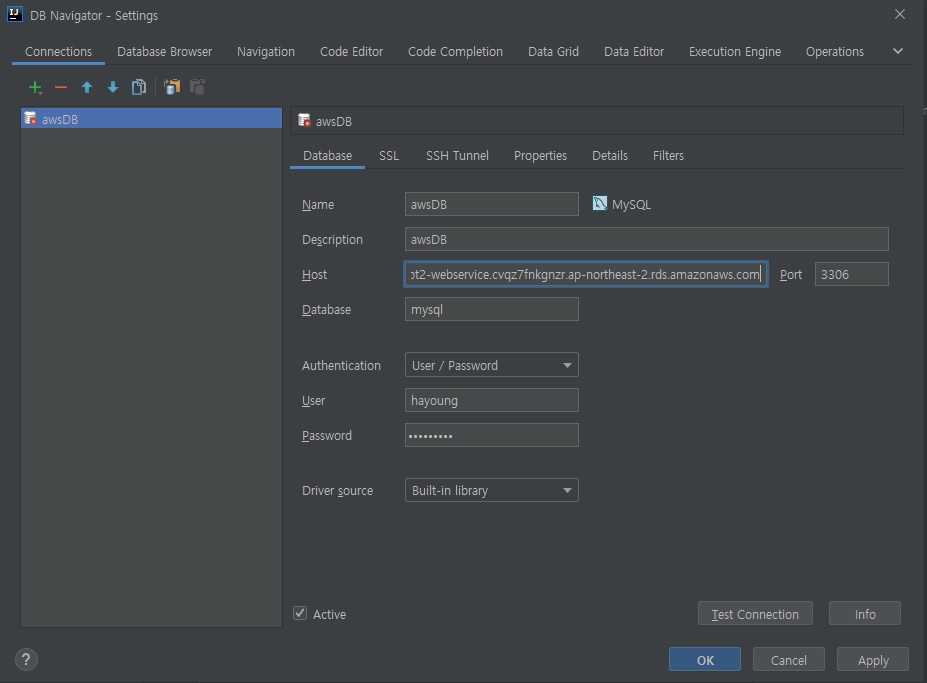 DB Navigator - Settings
Connections Database Browser Navigation Code Editor Code Completion Data Grid Data Editor Execution Engine Operations
awsDB
awsDB
Database SSL SSH Tunnel Properties Details Filters
Name awsDB MySQL
Description awsDB
Host t2-webservice.cvqz7fnkgnzr.ap-northeast-2.rds.amazonaws.com Port 3306
Database mysql
Authentication User / Password
User hayoung
Password •••••••••
Driver source Built-in library
Active Test Connection Info
? OK Cancel Apply